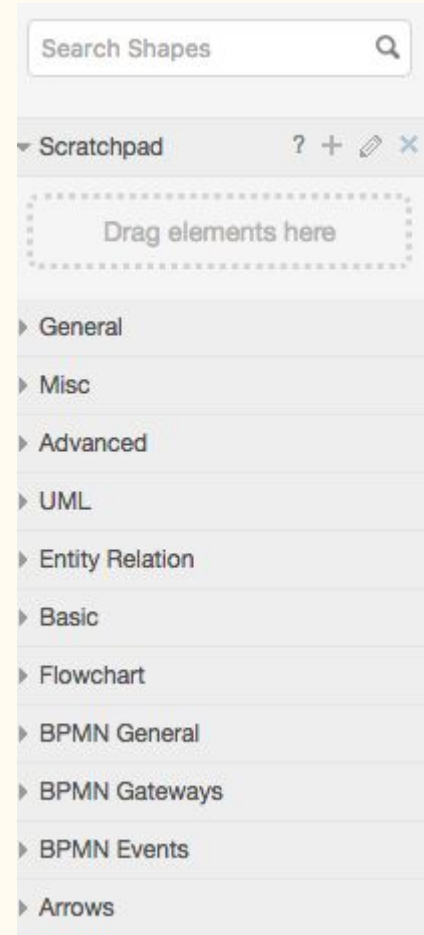 Search Shapes
Scratchpad ? + ×
Drag elements here
General
Misc
Advanced
UML
Entity Relation
Basic
Flowchart
BPMN General
BPMN Gateways
BPMN Events
Arrows